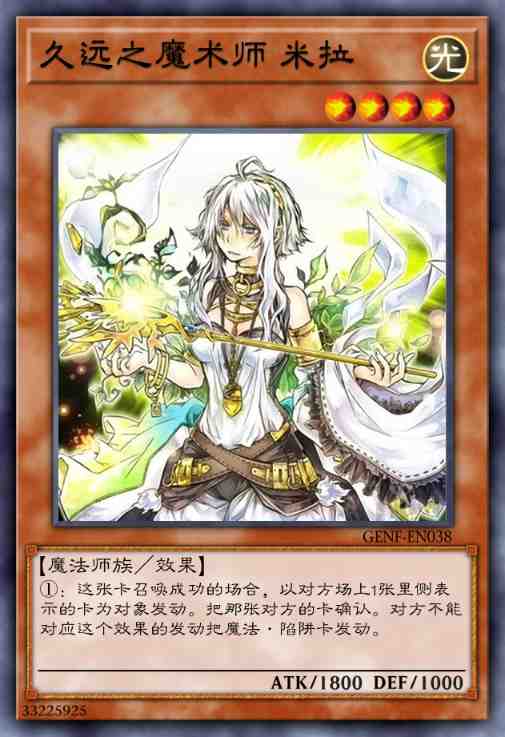 久远之魔术师 米拉
光
GENF-EN038
【魔法师族／效果】
①：这张卡召唤成功的场合，以对方场上1张里侧表
示的卡为对象发动。把那张对方的卡确认。对方不能
对应这个效果的发动把魔法·陷阱卡发动。
ATK/1800 DEF/1000
33225925